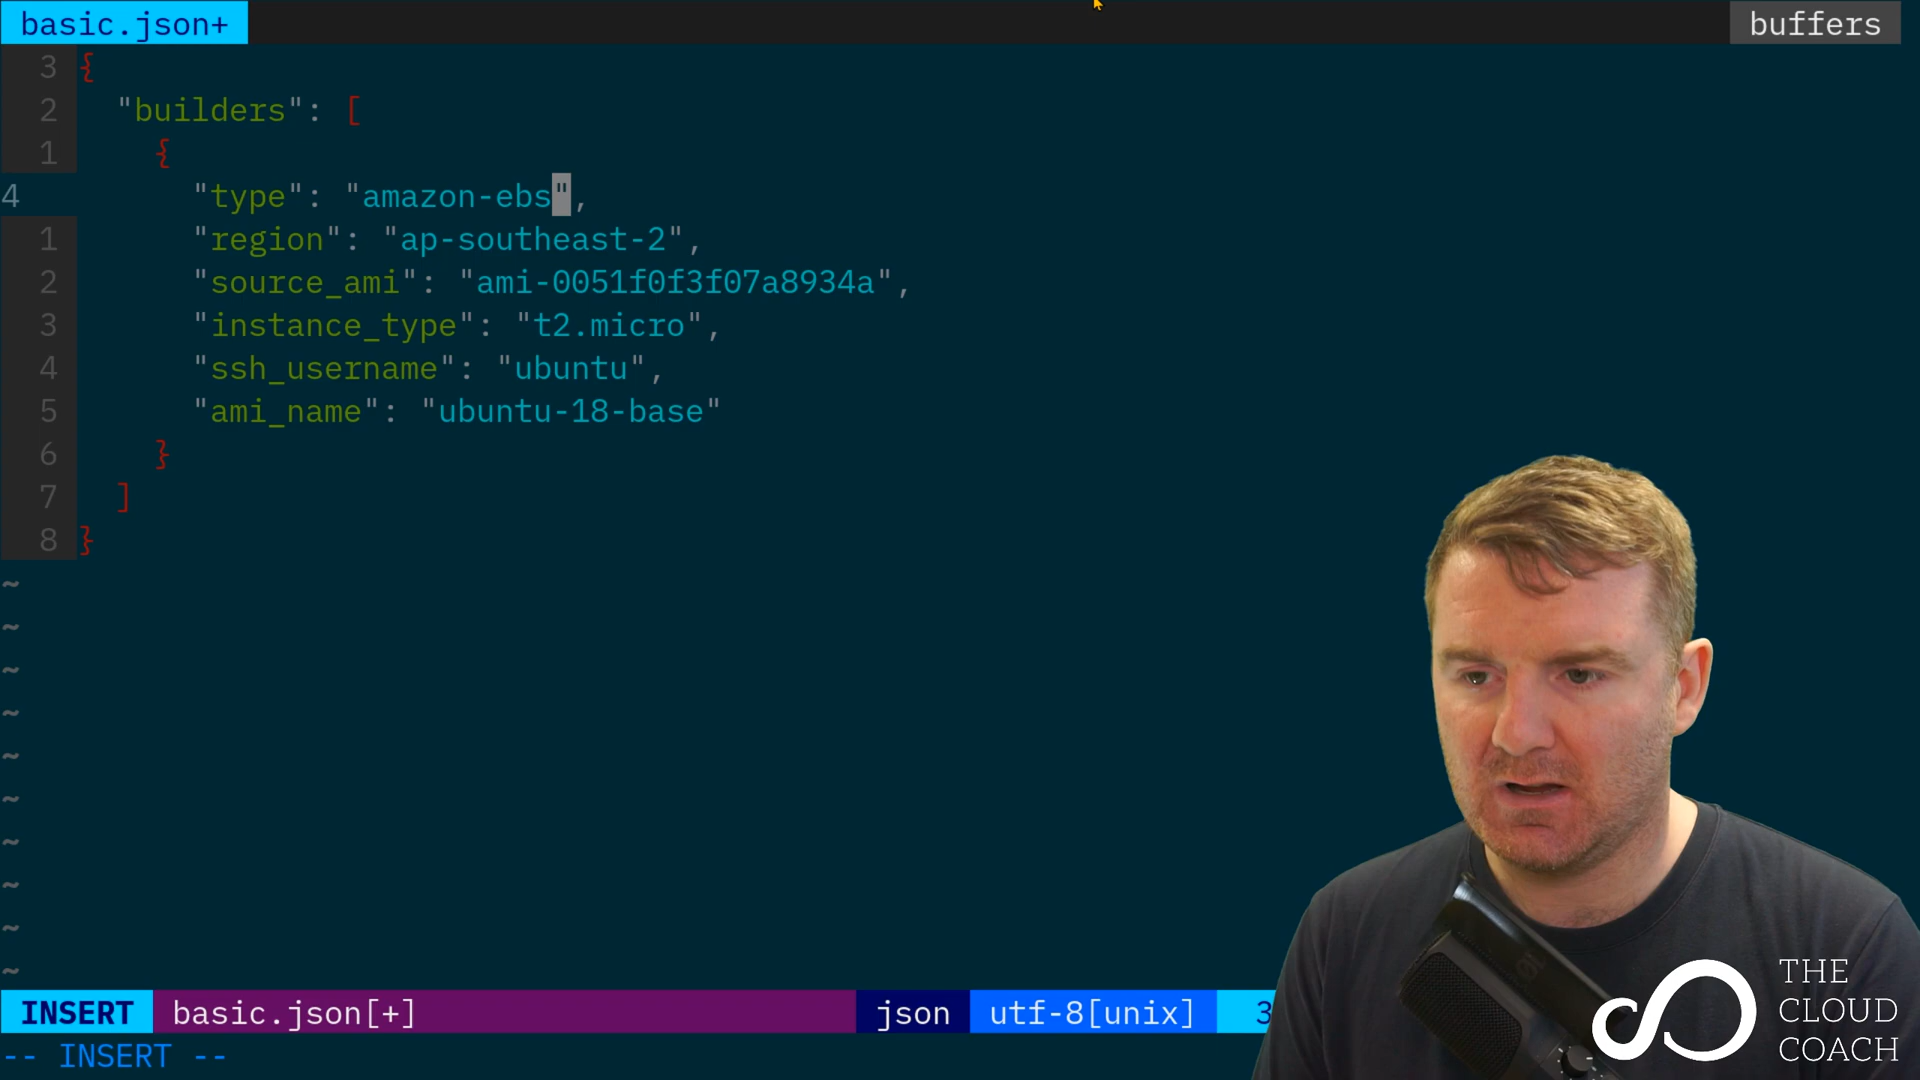 basic.json+ buffers
3 {
2 "builders": [
1 {
4 "type": "amazon-ebs",
1 "region": "ap-southeast-2",
2 "source_ami": "ami-0051f0f3f07a8934a",
3 "instance_type": "t2.micro",
4 "ssh_username": "ubuntu",
5 "ami_name": "ubuntu-18-base"
6 }
7 ]
8 }
~
~
~
~
~
~
~
~
~
~
INSERT basic.json[+] json utf-8[unix] 3
-- INSERT --
THE
CLOUD
COACH